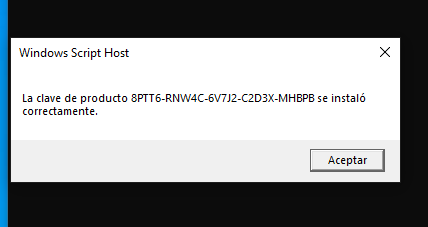 Windows Script Host
La clave de producto 8PTT6-RNW4C-6V7J2-C2D3X-MHBPB se instaló
correctamente.
Aceptar